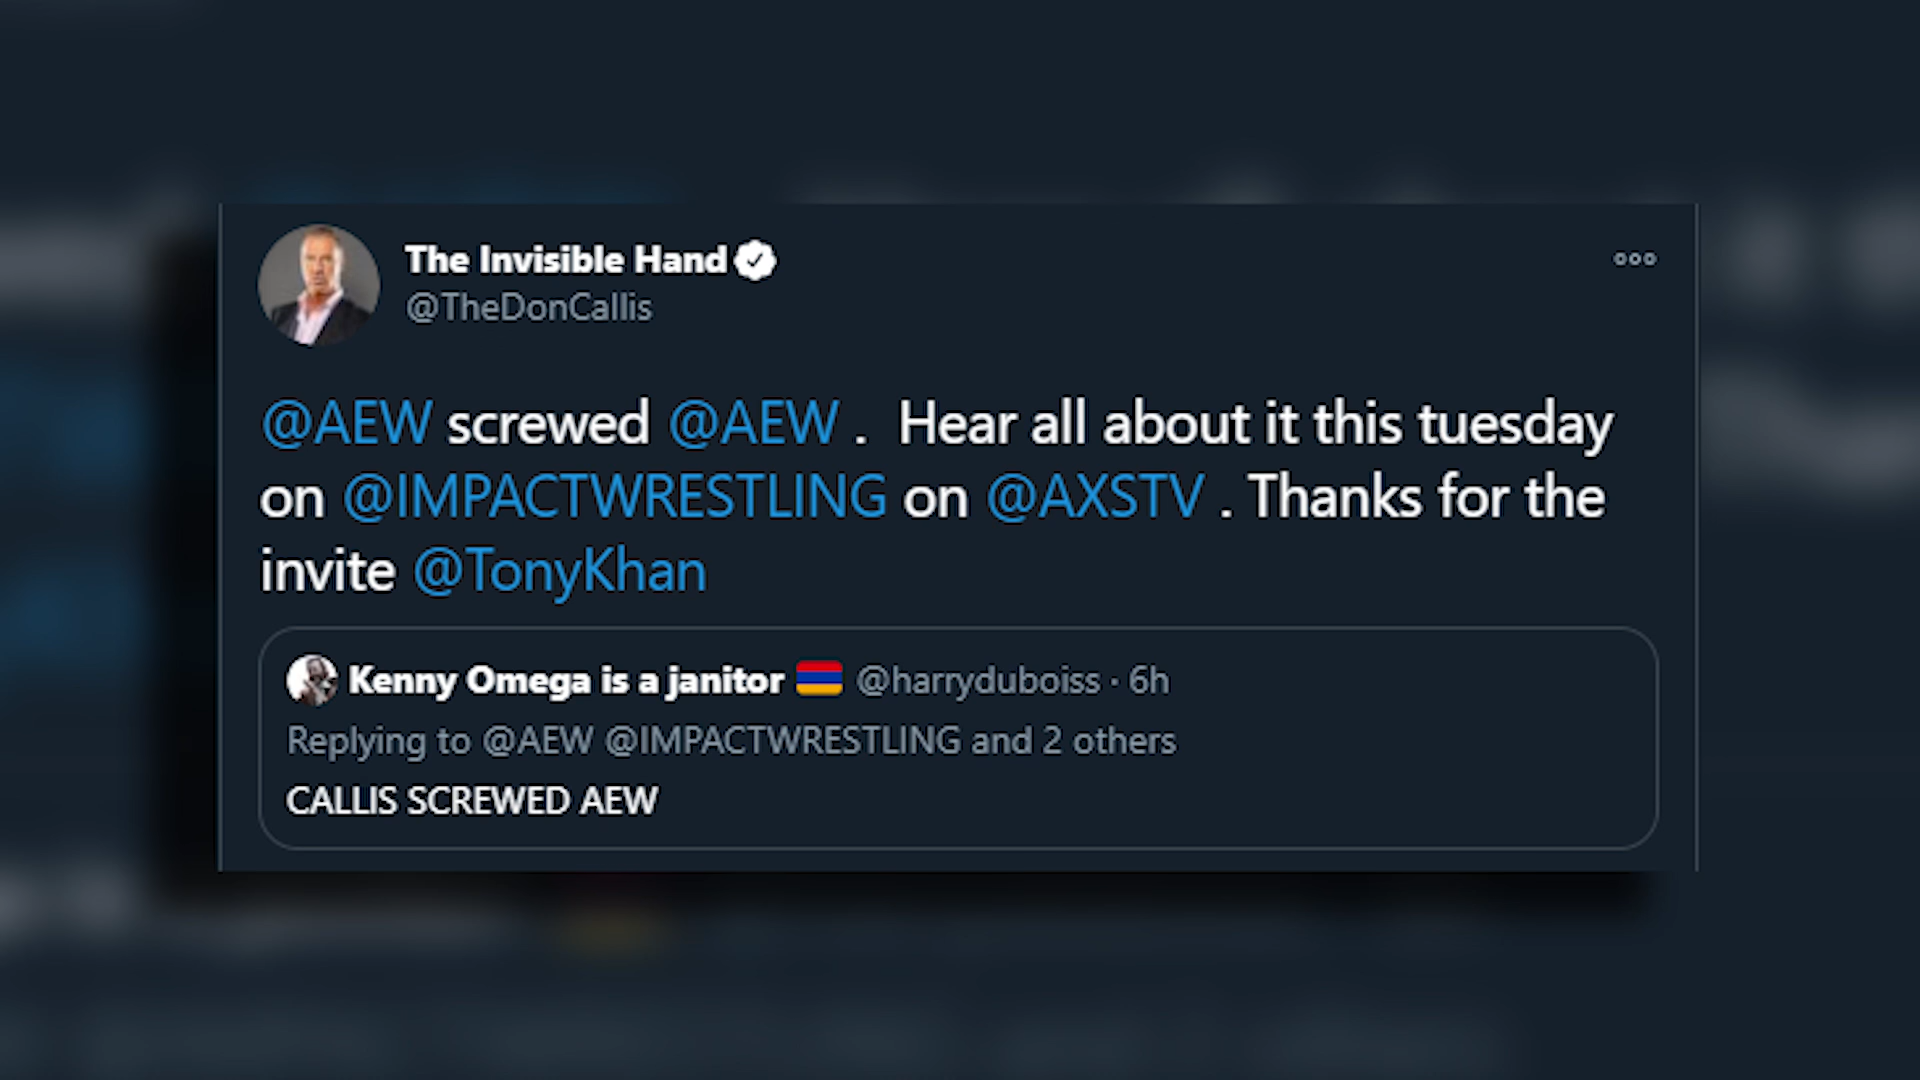 The Invisible Hand
@TheDonCallis
@AEW screwed @AEW .  Hear all about it this tuesday
on @IMPACTWRESTLING on @AXSTV . Thanks for the
invite @TonyKhan
Kenny Omega is a janitor 🇦🇲 @harryduboiss · 6h
Replying to @AEW @IMPACTWRESTLING and 2 others
CALLIS SCREWED AEW